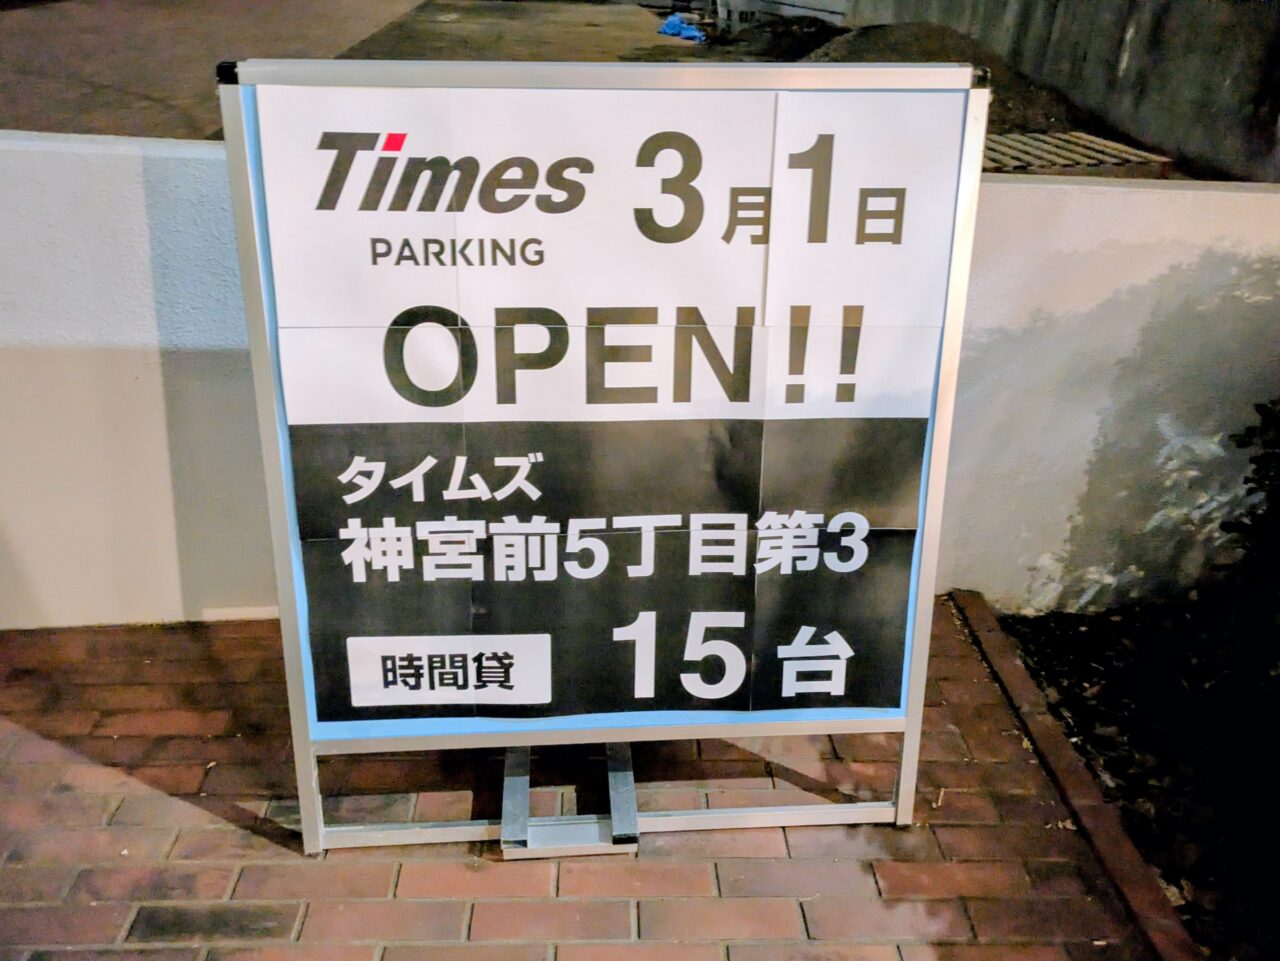 Times 3月1日
PARKING
OPEN!!
タイムズ
神宮前5丁目第3
時間貸 15台